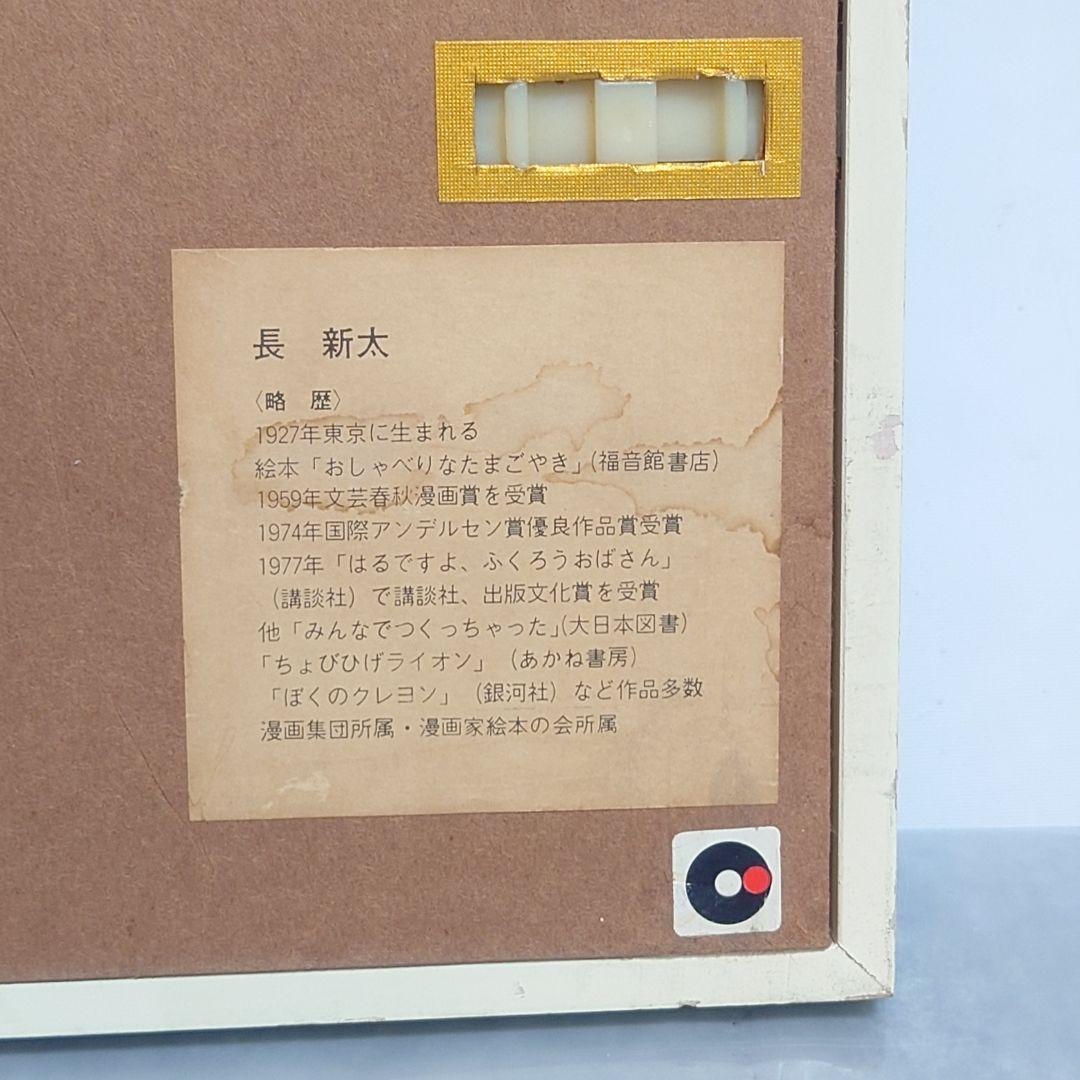 長 新太
〈略 歴〉
1927年東京に生まれる
絵本「おしゃべりなたまごやき」(福音館書店)
1959年文芸春秋漫画賞を受賞
1974年国際アンデルセン賞優良作品賞受賞
1977年「はるですよ、ふくろうおばさん」
(講談社)で講談社、出版文化賞を受賞
他「みんなでつくっちゃった」(大日本図書)
「ちょびひげライオン」(あかね書房)
「ぼくのクレヨン」(銀河社)など作品多数
漫画集団所属・漫画家絵本の会所属